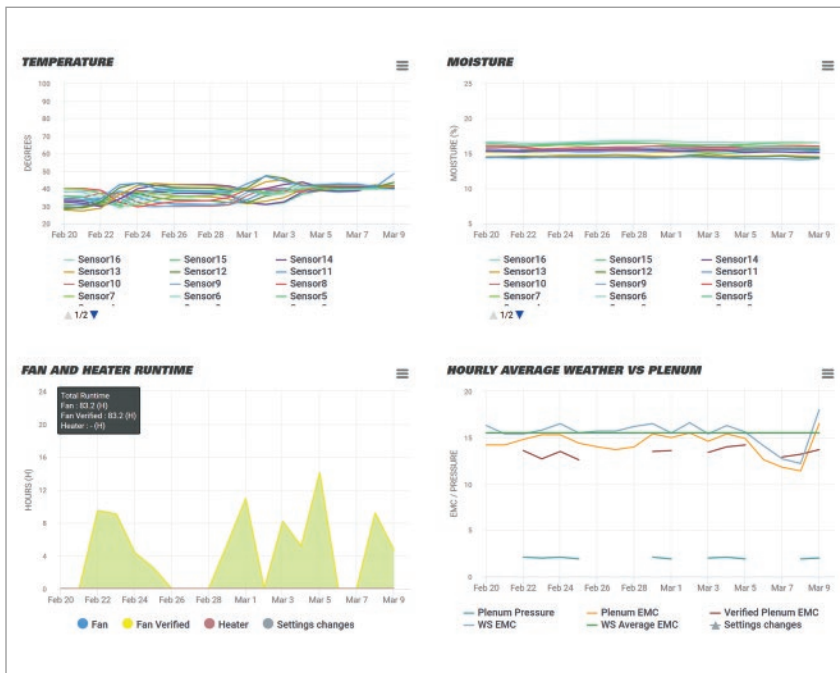 TEMPERATURE
100
90
80
70
60
50
40
30
20
DEGREES
Feb 20 Feb 22 Feb 24 Feb 26 Feb 28 Mar 1 Mar 3 Mar 5 Mar 7 Mar 9
Sensor16 Sensor15 Sensor14
Sensor13 Sensor12 Sensor11
Sensor10 Sensor9 Sensor8
Sensor7 Sensor6 Sensor5
1/2
MOISTURE
25
20
15
10
5
MOISTURE (%)
Feb 20 Feb 22 Feb 24 Feb 26 Feb 28 Mar 1 Mar 3 Mar 5 Mar 7 Mar 9
Sensor16 Sensor15 Sensor14
Sensor13 Sensor12 Sensor11
Sensor10 Sensor9 Sensor8
Sensor7 Sensor6 Sensor5
1/2
FAN AND HEATER RUNTIME
24
20
16
12
8
4
0
HOURS (H)
Total Runtime
Fan : 83.2 (H)
Fan Verified : 83.2 (H)
Heater : - (H)
Feb 20 Feb 22 Feb 24 Feb 26 Feb 28 Mar 1 Mar 3 Mar 5 Mar 7 Mar 9
Fan Fan Verified Heater Settings changes
HOURLY AVERAGE WEATHER VS PLENUM
20
15
10
5
0
EMC / PRESSURE
Feb 20 Feb 22 Feb 24 Feb 26 Feb 28 Mar 1 Mar 3 Mar 5 Mar 7 Mar 9
Plenum Pressure Plenum EMC Verified Plenum EMC
WS EMC WS Average EMC Settings changes